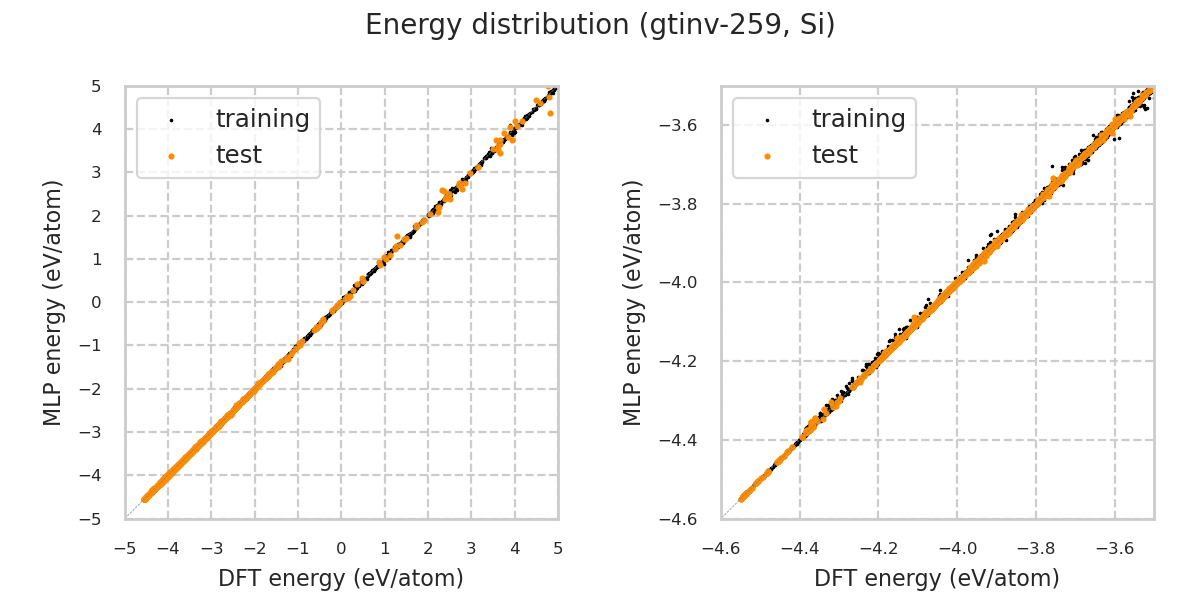 Energy distribution (gtinv-259, Si)
training
test
MLP energy (eV/atom)
5
4
3
2
1
0
−1
−2
−3
−4
−5
−5 −4 −3 −2 −1 0 1 2 3 4 5
DFT energy (eV/atom)
training
test
MLP energy (eV/atom)
−3.6
−3.8
−4.0
−4.2
−4.4
−4.6
−4.6 −4.4 −4.2 −4.0 −3.8 −3.6
DFT energy (eV/atom)